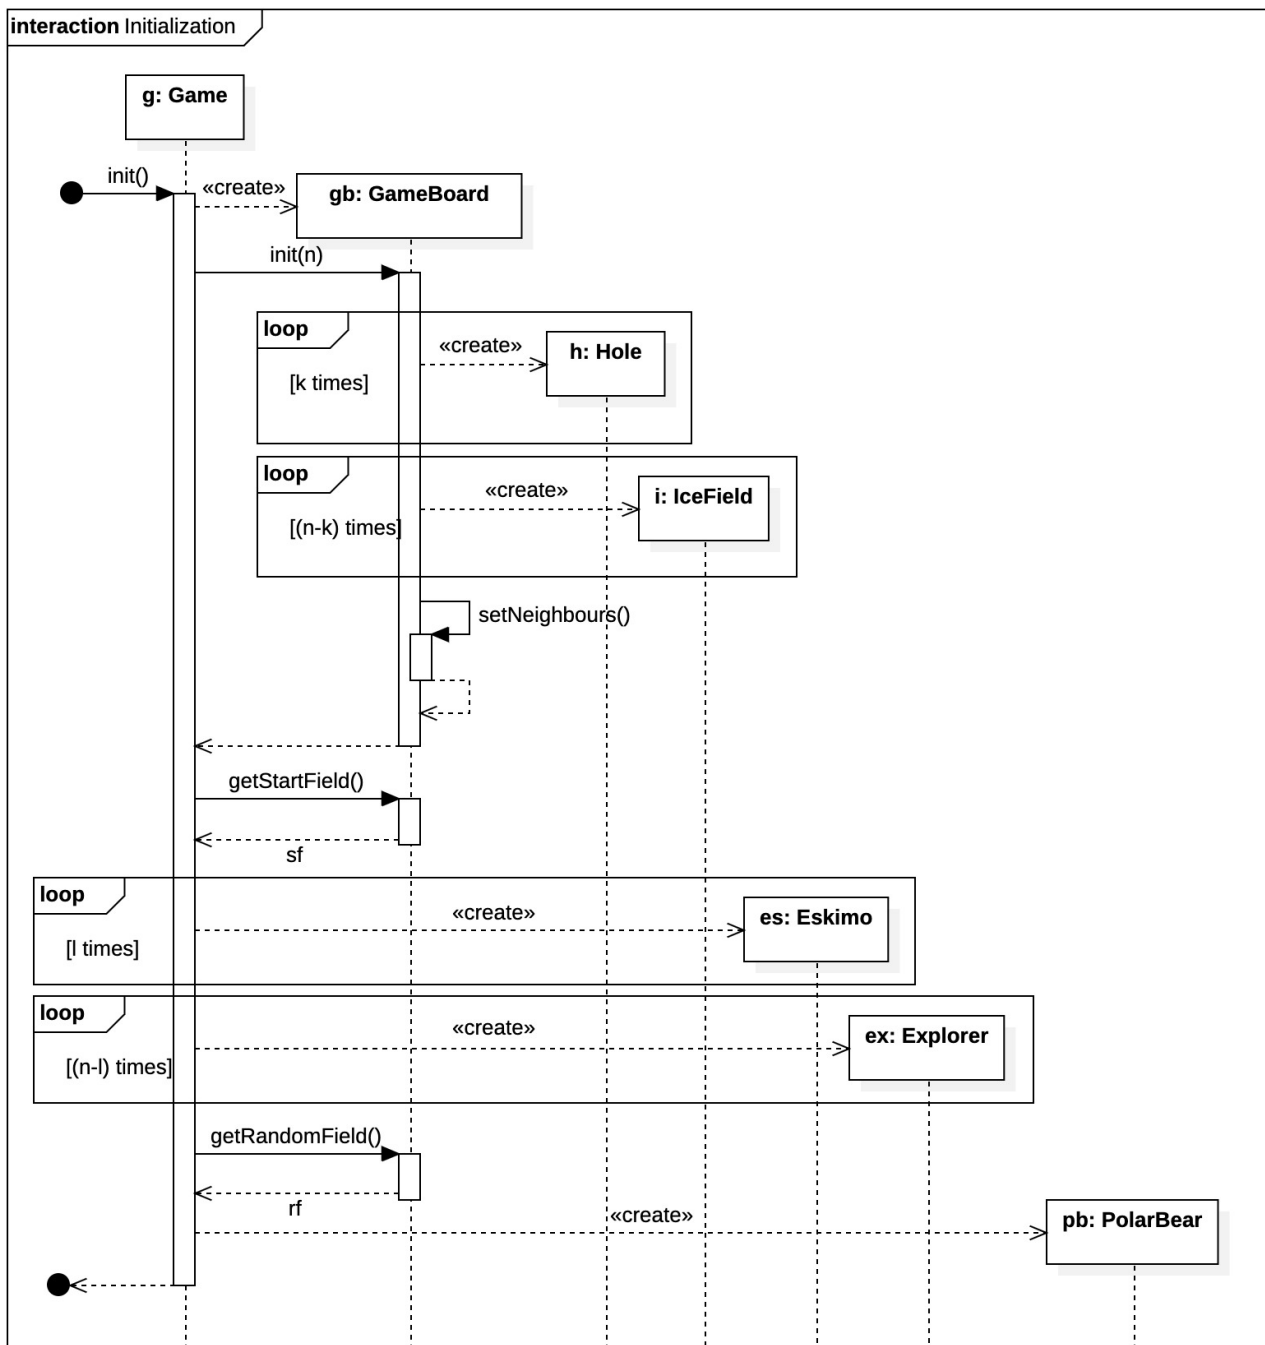 interaction Initialization
g: Game
init()
«create»
gb: GameBoard
init(n)
loop
«create»
h: Hole
[k times]
loop
«create»
i: IceField
[(n-k) times]
setNeighbours()
getStartField()
sf
loop
«create»
es: Eskimo
[l times]
loop
«create»
ex: Explorer
[(n-l) times]
getRandomField()
rf
«create»
pb: PolarBear